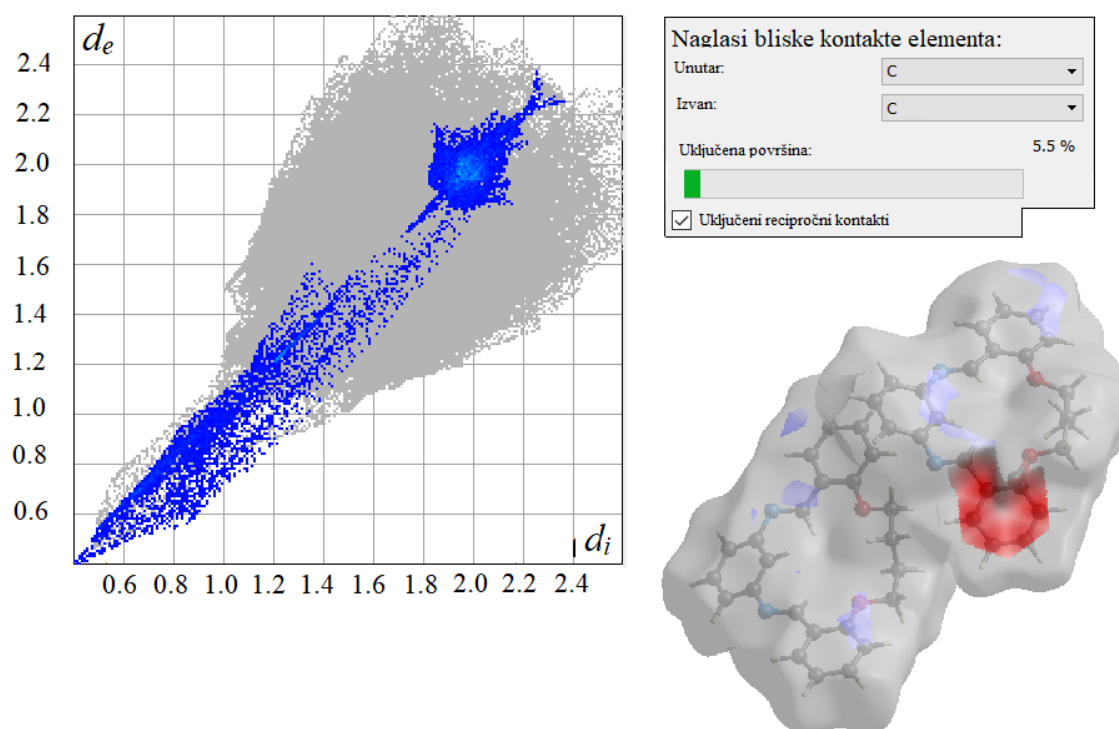 d_e
2.4
2.2
2.0
1.8
1.6
1.4
1.2
1.0
0.8
0.6
d_i
0.6 0.8 1.0 1.2 1.4 1.6 1.8 2.0 2.2 2.4
Naglasi bliske kontakte elementa:
Unutar: C
Izvan: C
Uključena površina: 5.5 %
Uključeni recipročni kontakti